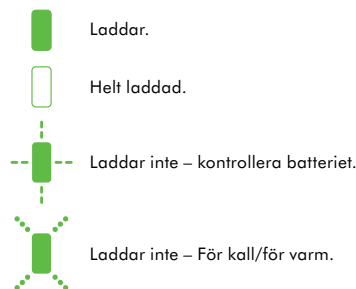 Laddar.
Helt laddad.
Laddar inte – kontrollera batteriet.
Laddar inte – För kall/för varm.